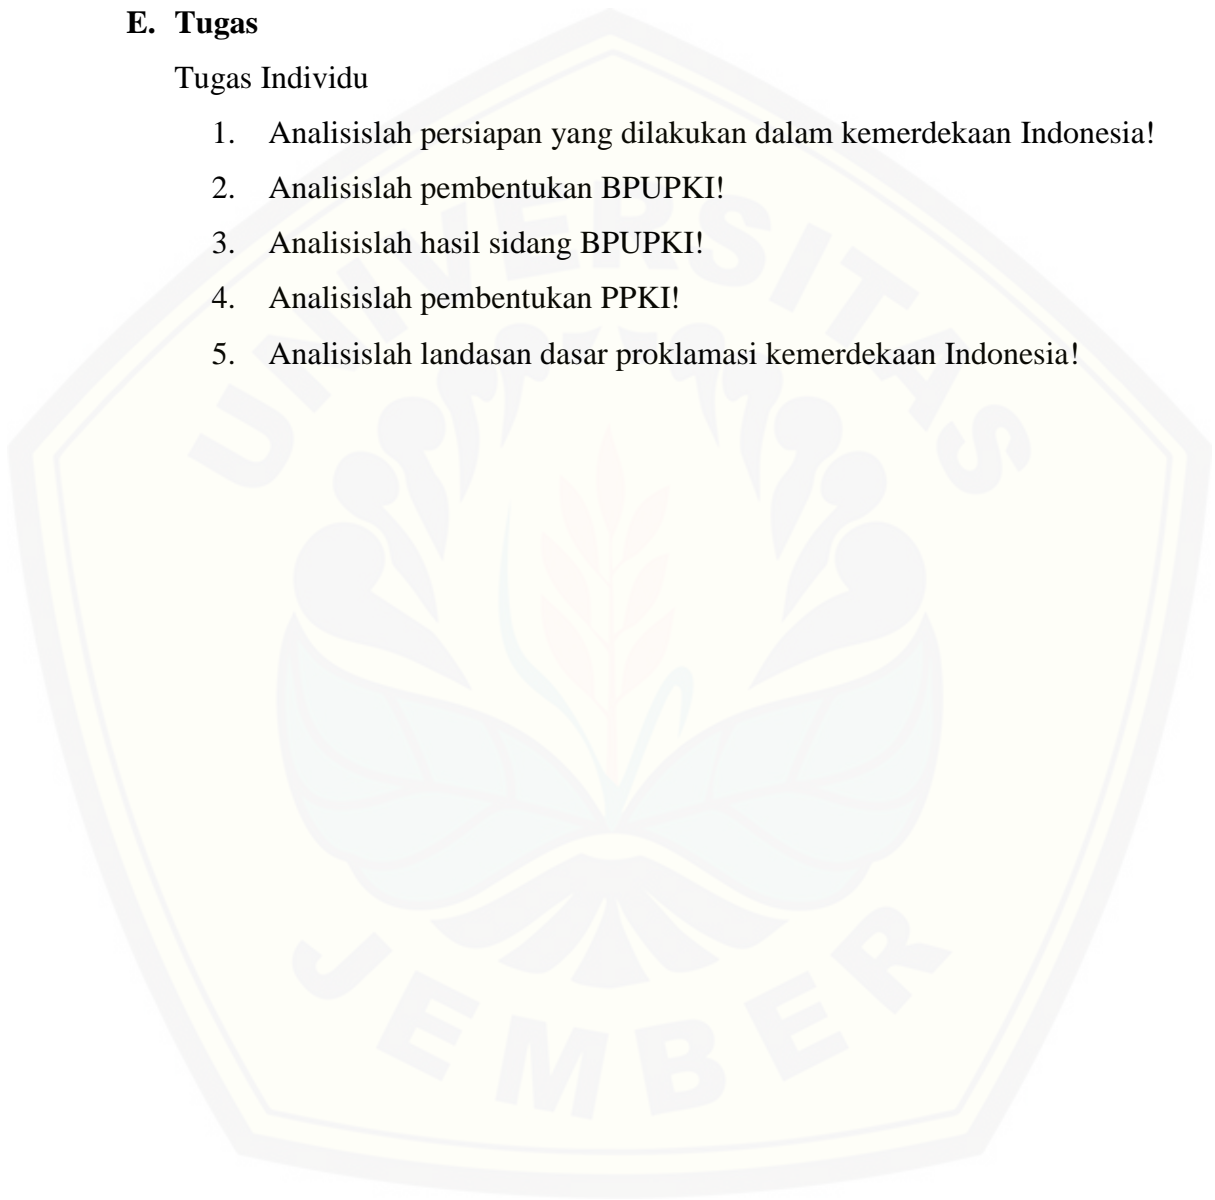 E. Tugas
Tugas Individu
1. Analisislah persiapan yang dilakukan dalam kemerdekaan Indonesia!
2. Analisislah pembentukan BPUPKI!
3. Analisislah hasil sidang BPUPKI!
4. Analisislah pembentukan PPKI!
5. Analisislah landasan dasar proklamasi kemerdekaan Indonesia!
UNIVERSITAS
JEMBER